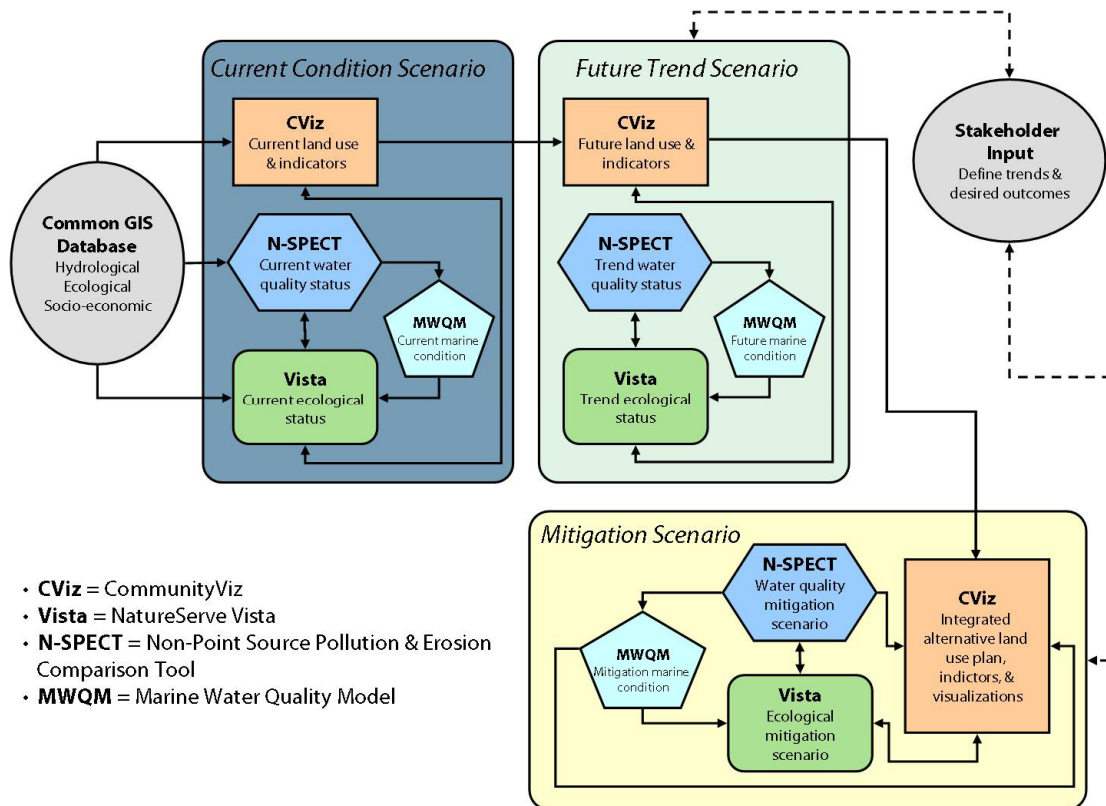 Current Condition Scenario
CViz
Current land use
& indicators
Common GIS
Database
Hydrological
Ecological
Socio-economic
N-SPECT
Current water
quality status
MWQM
Current marine
condition
Vista
Current ecological
status
Future Trend Scenario
CViz
Future land use &
indicators
N-SPECT
Trend water
quality status
MWQM
Future marine
condition
Vista
Trend ecological
status
Stakeholder
Input
Define trends &
desired outcomes
Mitigation Scenario
N-SPECT
Water quality
mitigation
scenario
MWQM
Mitigation marine
condition
Vista
Ecological
mitigation
scenario
CViz
Integrated
alternative land
use plan,
indictors, &
visualizations
• CViz = CommunityViz
• Vista = NatureServe Vista
• N-SPECT = Non-Point Source Pollution & Erosion
Comparison Tool
• MWQM = Marine Water Quality Model